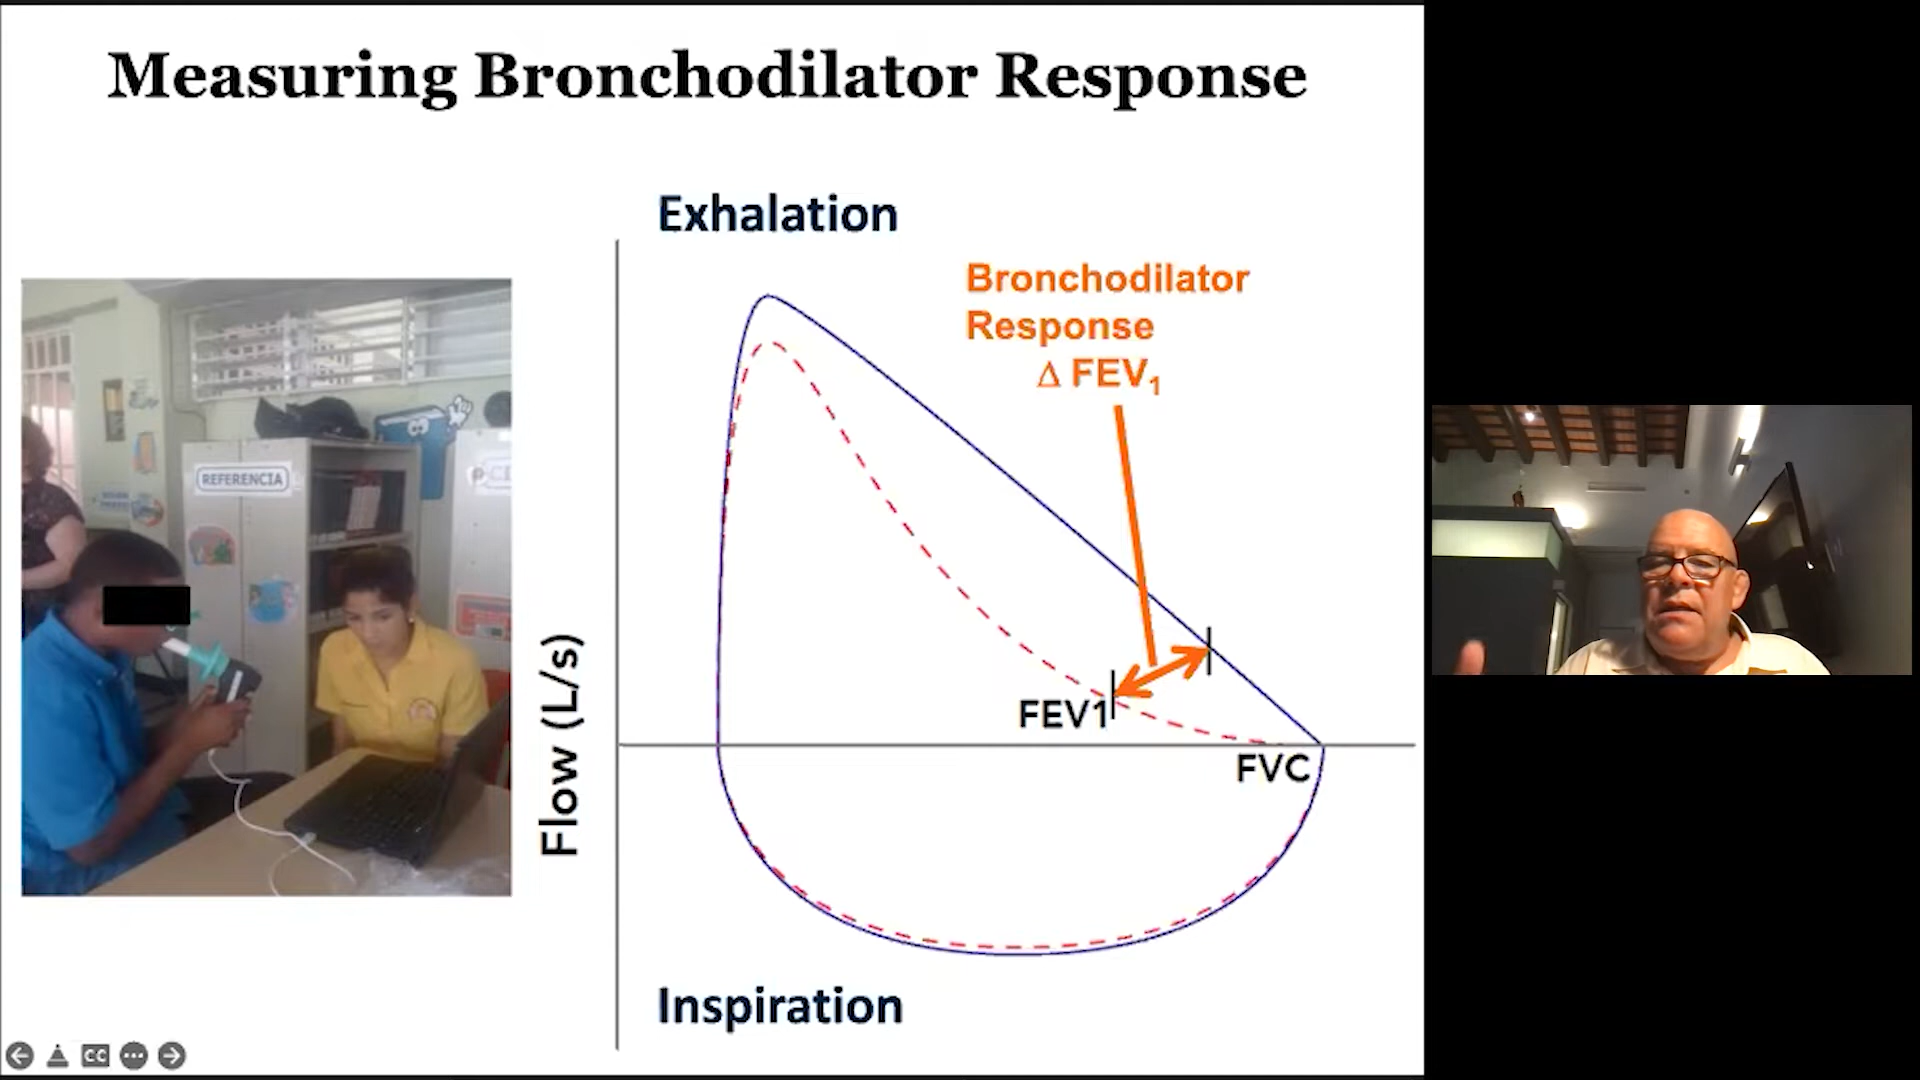 Measuring Bronchodilator Response
Exhalation
Bronchodilator
Response
Δ FEV₁
REFERENCIA
Flow (L/s)
FEV1
FVC
Inspiration
CC